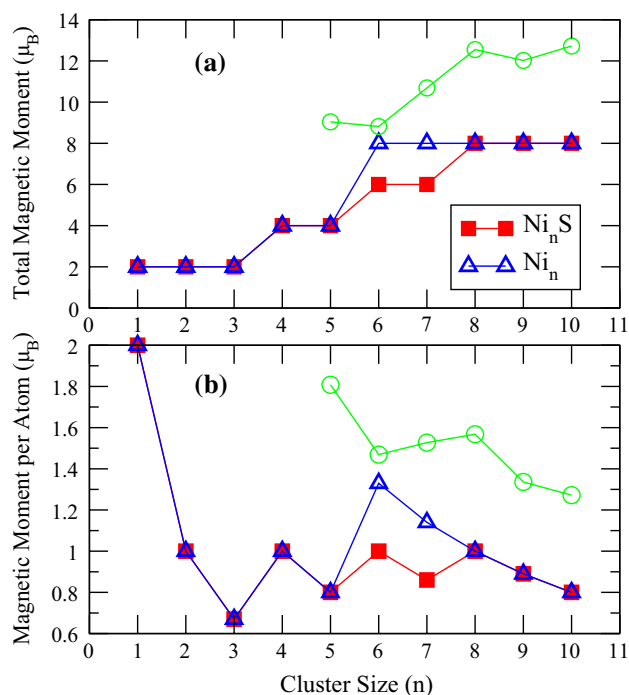 14
12
10
8
6
4
2
0
Total Magnetic Moment (μB)
(a)
NinS
Nin
0 1 2 3 4 5 6 7 8 9 10 11
2
1.8
1.6
1.4
1.2
1
0.8
0.6
Magnetic Moment per Atom (μB)
(b)
0 1 2 3 4 5 6 7 8 9 10 11
Cluster Size (n)